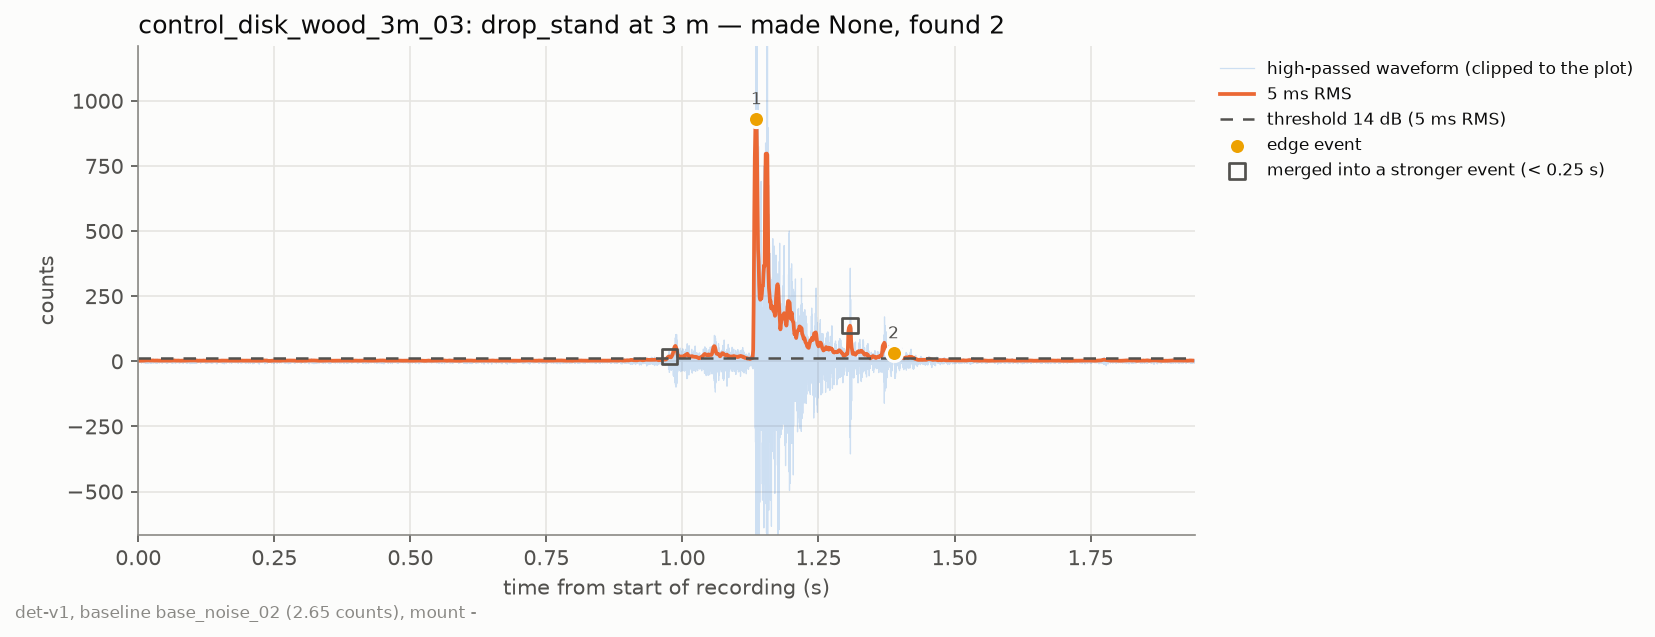 control_disk_wood_3m_03: drop_stand at 3 m — made None, found 2
high-passed waveform (clipped to the plot)
5 ms RMS
threshold 14 dB (5 ms RMS)
edge event
merged into a stronger event (< 0.25 s)
counts
1000
750
500
250
0
−250
−500
1
2
0.00
0.25
0.50
0.75
1.00
1.25
1.50
1.75
time from start of recording (s)
det-v1, baseline base_noise_02 (2.65 counts), mount -